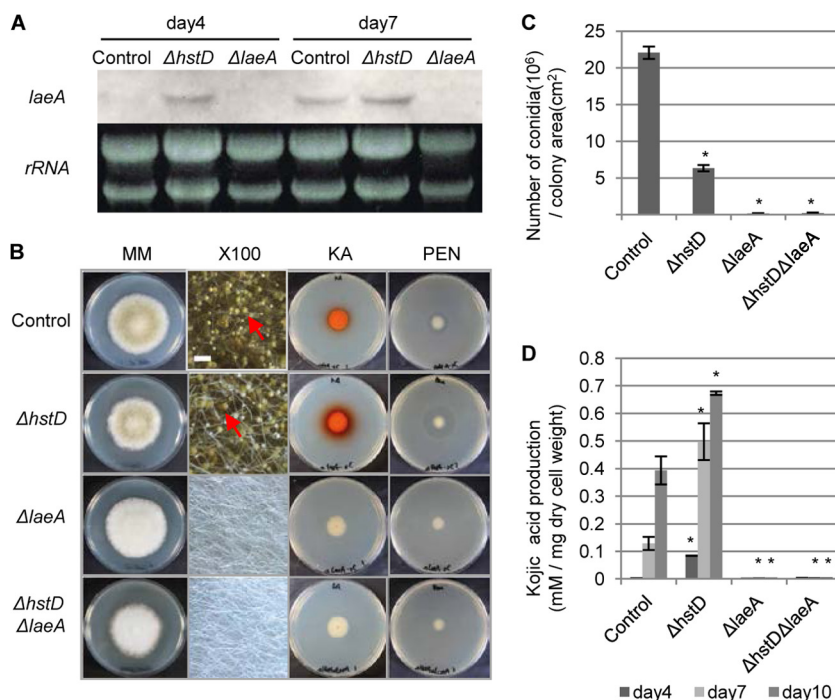 A
day4 day7
Control ΔhstD ΔlaeA Control ΔhstD ΔlaeA
laeA
rRNA
B
MM X100 KA PEN
Control
ΔhstD
ΔlaeA
ΔhstD
ΔlaeA
C
Number of conidia(10⁶)
/ colony area(cm²)
25
20
15
10
5
*
*
*
Control ΔhstD ΔlaeA ΔhstDΔlaeA
D
Kojic acid production
(mM / mg dry cell weight)
0.8
0.7
0.6
0.5
0.4
0.3
0.2
0.1
0
*
*
*
* *
* *
Control ΔhstD ΔlaeA ΔhstDΔlaeA
day4 day7 day10